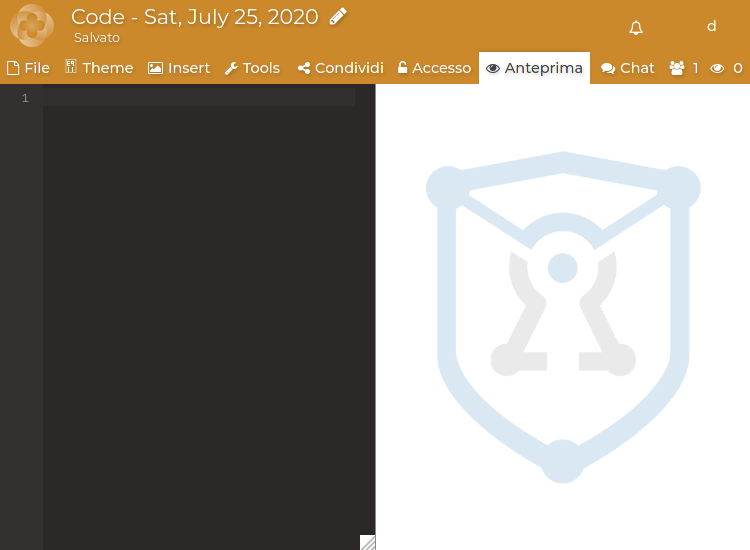 Code - Sat, July 25, 2020
Salvato
d
File Theme Insert Tools Condividi Accesso Anteprima Chat 1 0
1